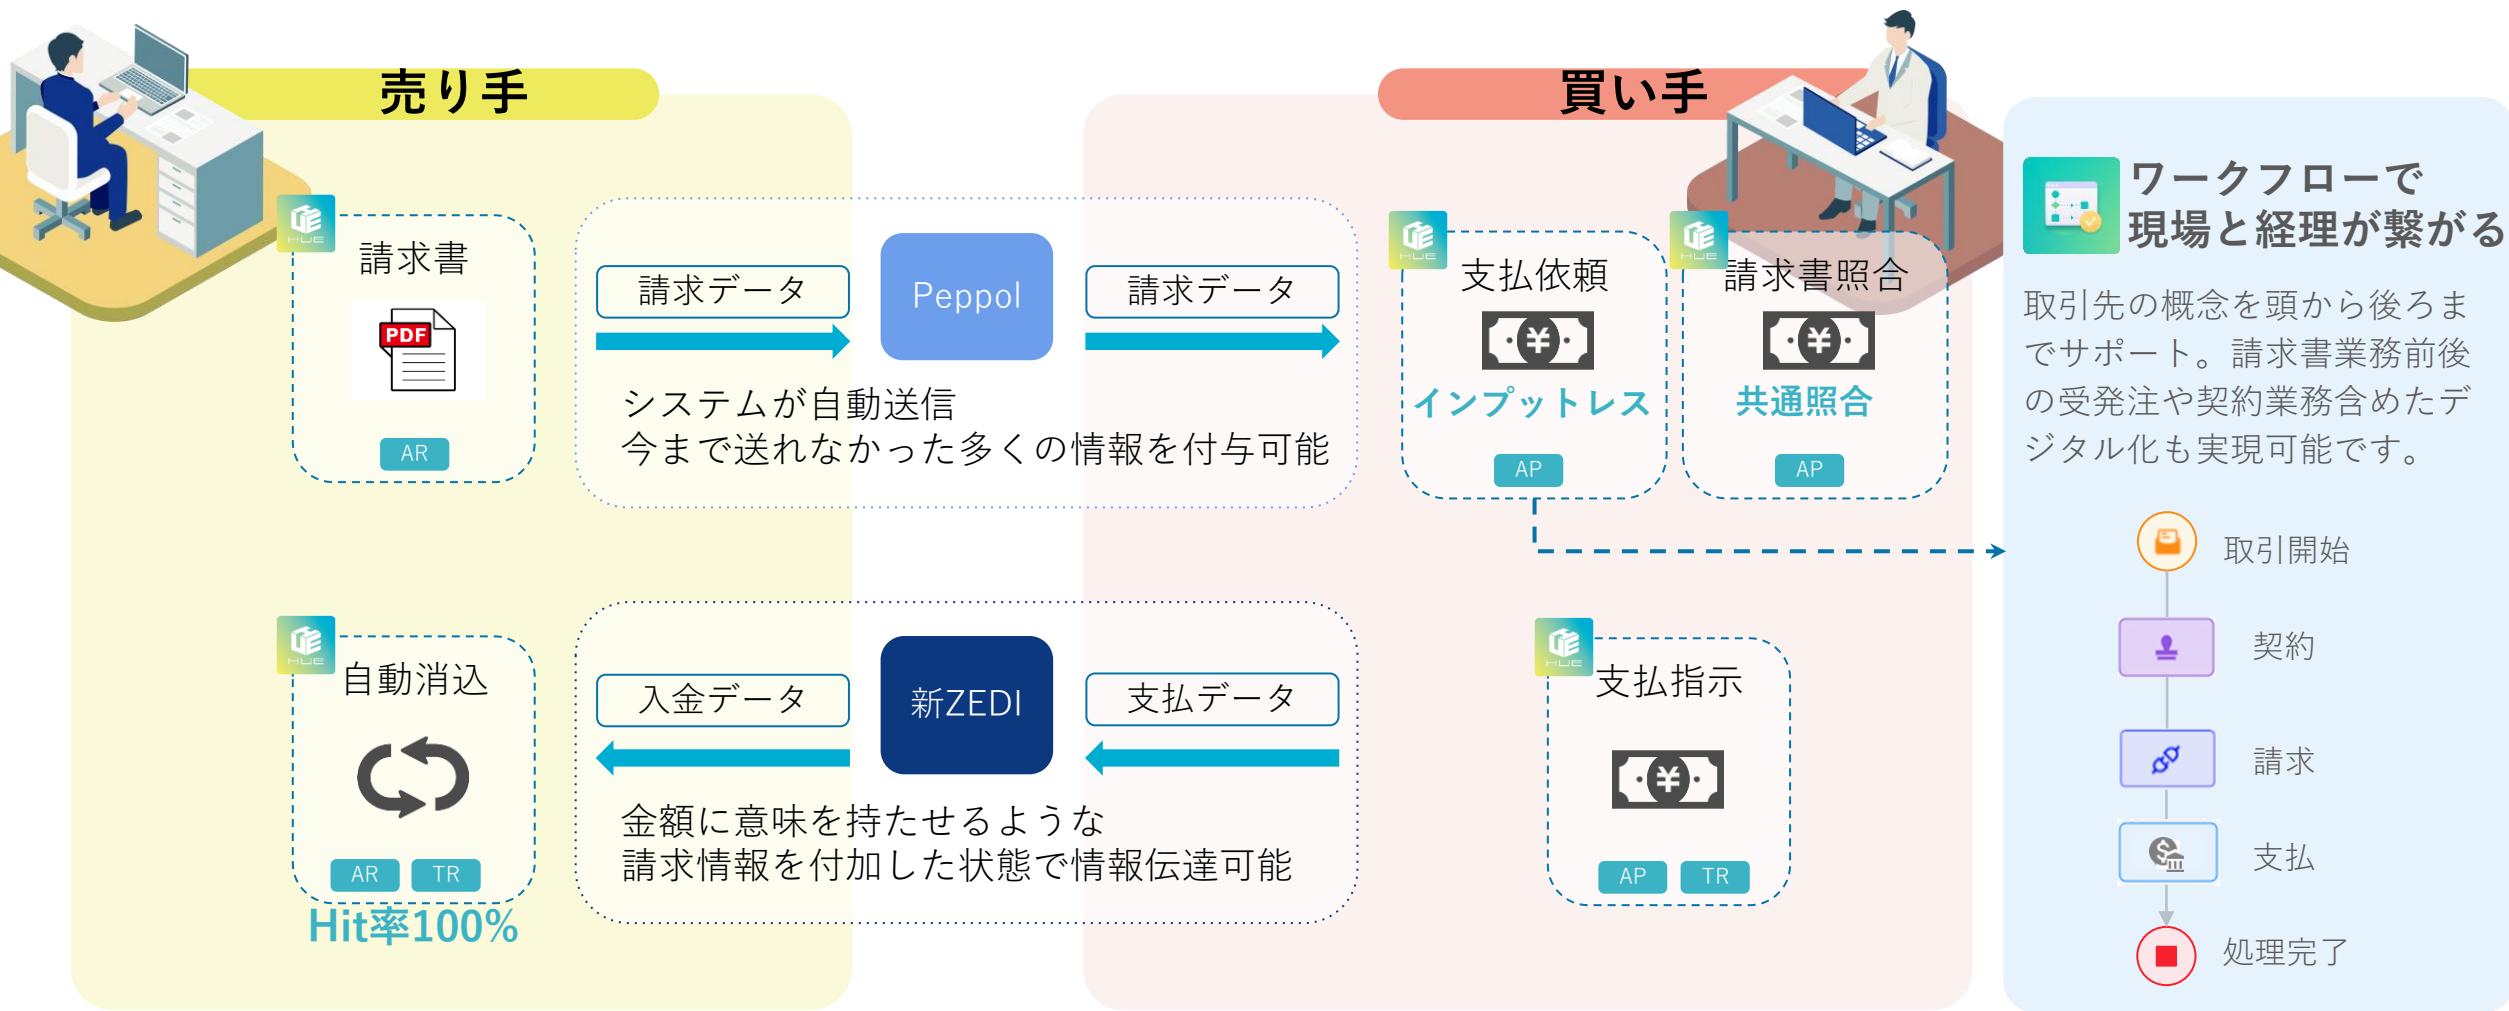 売り手
買い手
HUE
請求書
PDF
AR
請求データ
Peppol
請求データ
システムが自動送信
今まで送れなかった多くの情報を付与可能
HUE
支払依頼
インプットレス
AP
HUE
請求書照合
共通照合
AP
HUE
自動消込
AR
TR
Hit率100%
入金データ
新ZEDI
支払データ
金額に意味を持たせるような
請求情報を付加した状態で情報伝達可能
HUE
支払指示
AP
TR
ワークフローで
現場と経理が繋がる
取引先の概念を頭から後ろま
でサポート。請求書業務前後
の受発注や契約業務含めたデ
ジタル化も実現可能です。
取引開始
契約
請求
支払
処理完了